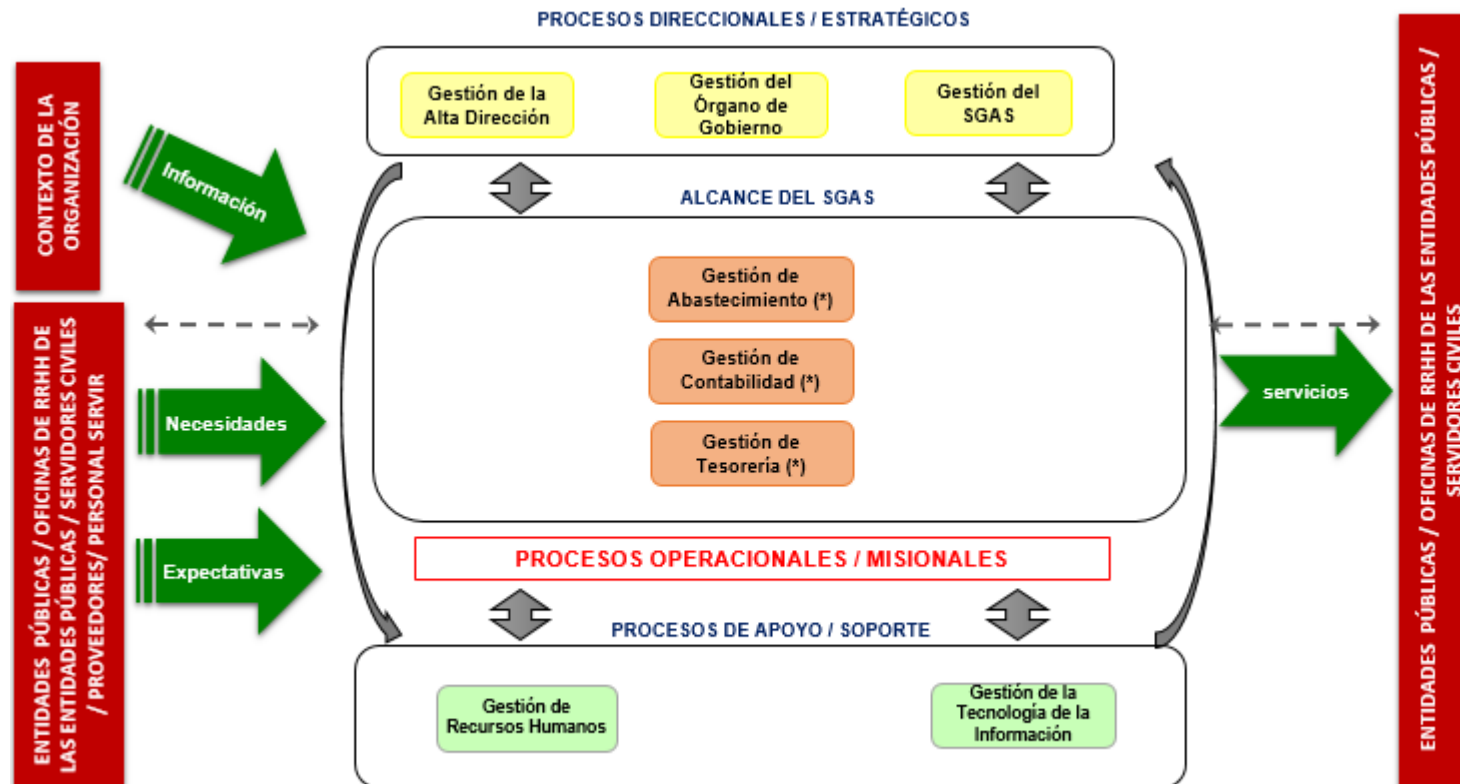 PROCESOS DIRECCIONALES / ESTRATÉGICOS
Gestión de la
Alta Dirección
Gestión del
Órgano de
Gobierno
Gestión del
SGAS
CONTEXTO DE LA
ORGANIZACIÓN
Información
ALCANCE DEL SGAS
Gestión de
Abastecimiento (*)
Gestión de
Contabilidad (*)
Gestión de
Tesorería (*)
ENTIDADES PÚBLICAS / OFICINAS DE RRHH DE
LAS ENTIDADES PÚBLICAS / SERVIDORES CIVILES
/ PROVEEDORES/ PERSONAL SERVIR
Necesidades
Expectativas
servicios
ENTIDADES PÚBLICAS / OFICINAS DE RRHH DE LAS ENTIDADES PÚBLICAS /
SERVIDORES CIVILES
PROCESOS OPERACIONALES / MISIONALES
PROCESOS DE APOYO / SOPORTE
Gestión de
Recursos Humanos
Gestión de la
Tecnología de la
Información